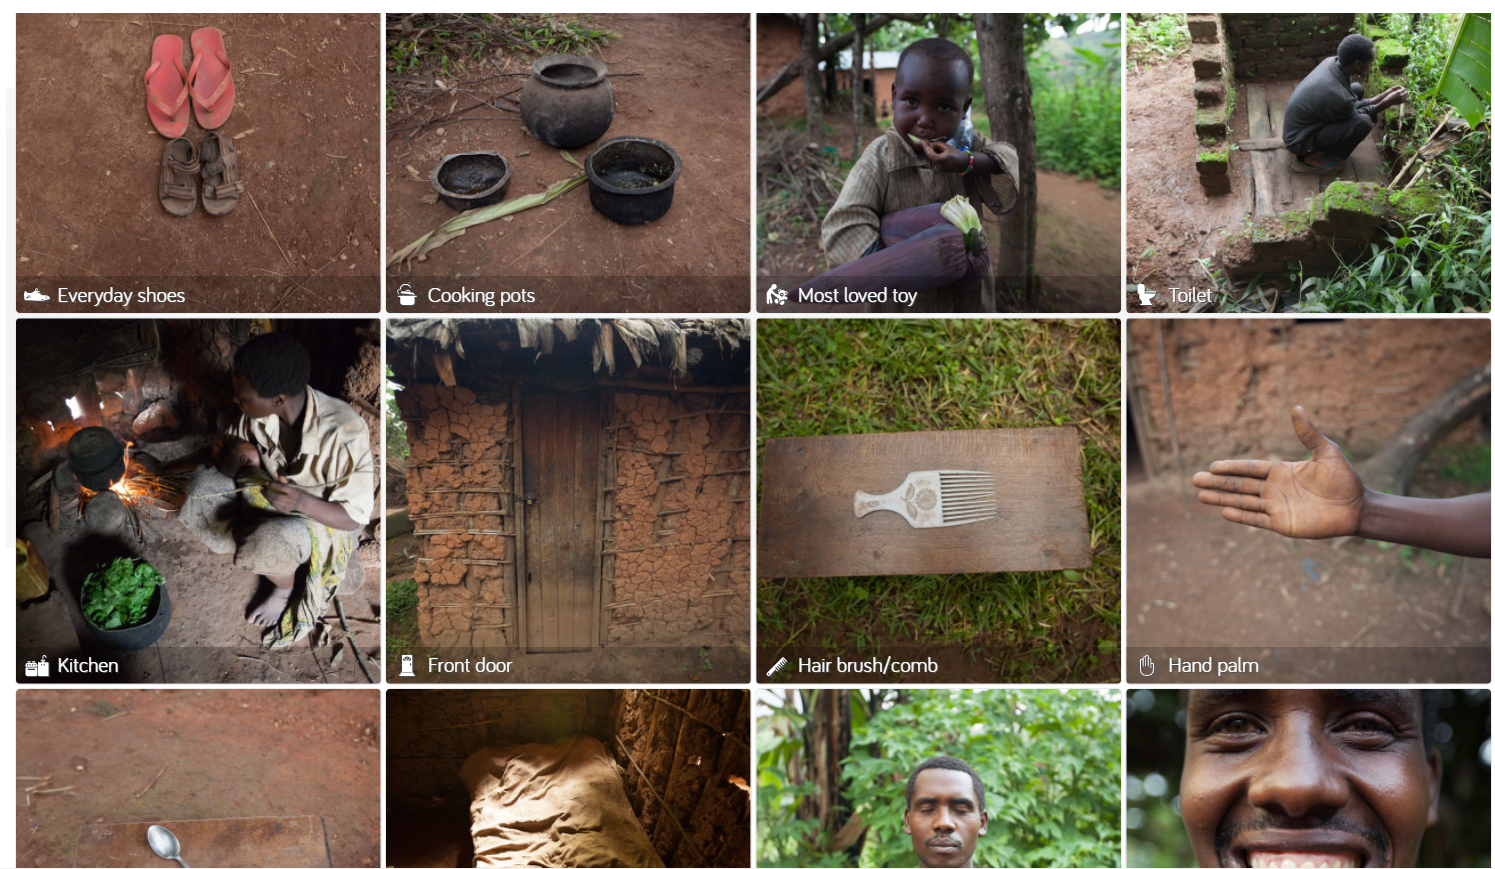 Everyday shoes
Cooking pots
Most loved toy
Toilet
Kitchen
Front door
Hair brush/comb
Hand palm